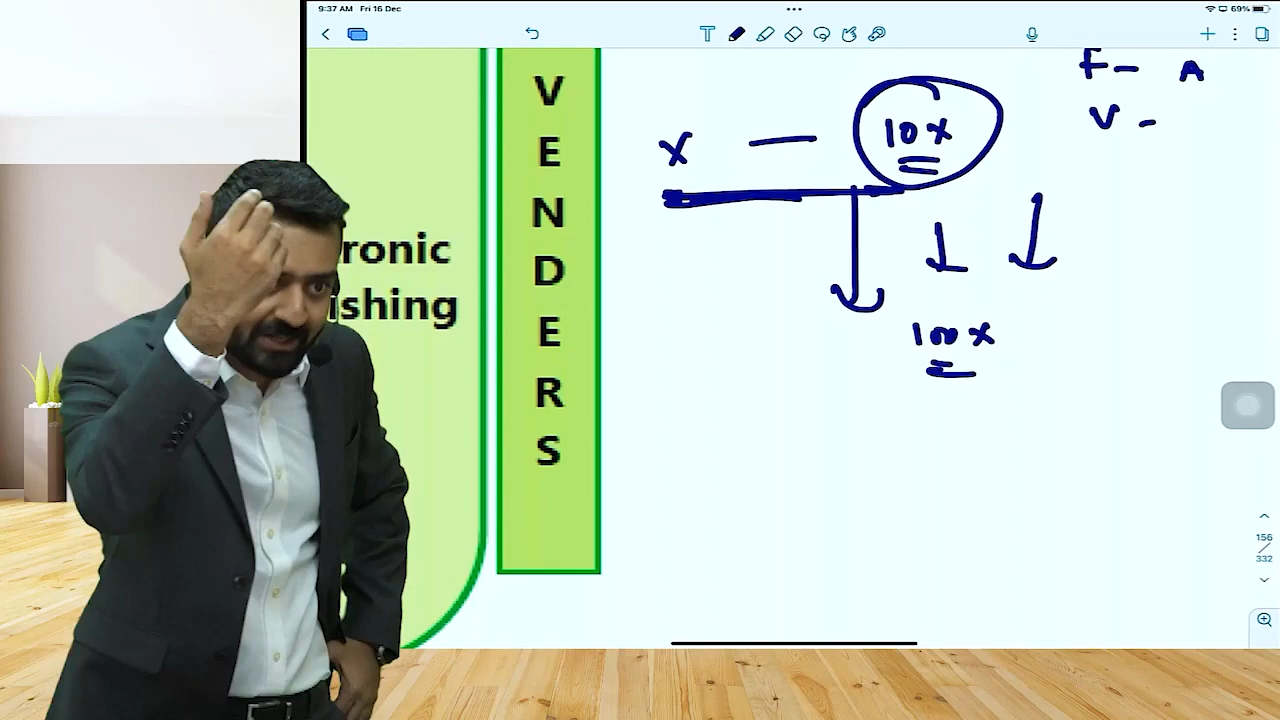 9:37 AM Fri 16 Dec
69%
T
F - A
V -
x — 10x
100x
ronic
ishing
V
E
N
D
E
R
S
156
332